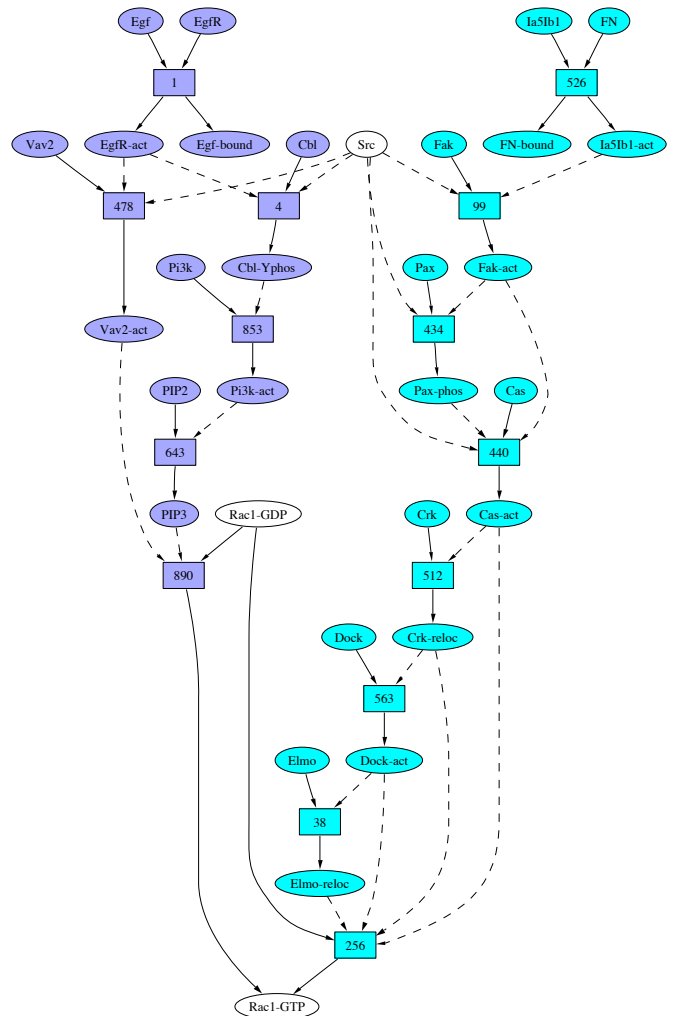 Egf
EgfR
Ia5Ib1
FN
1
526
Vav2
EgfR-act
Egf-bound
Cbl
Src
Fak
FN-bound
Ia5Ib1-act
478
4
99
Pi3k
Cbl-Yphos
Pax
Fak-act
Vav2-act
853
434
PIP2
Pi3k-act
Pax-phos
Cas
643
440
PIP3
Rac1-GDP
Crk
Cas-act
890
512
Dock
Crk-reloc
563
Elmo
Dock-act
38
Elmo-reloc
256
Rac1-GTP